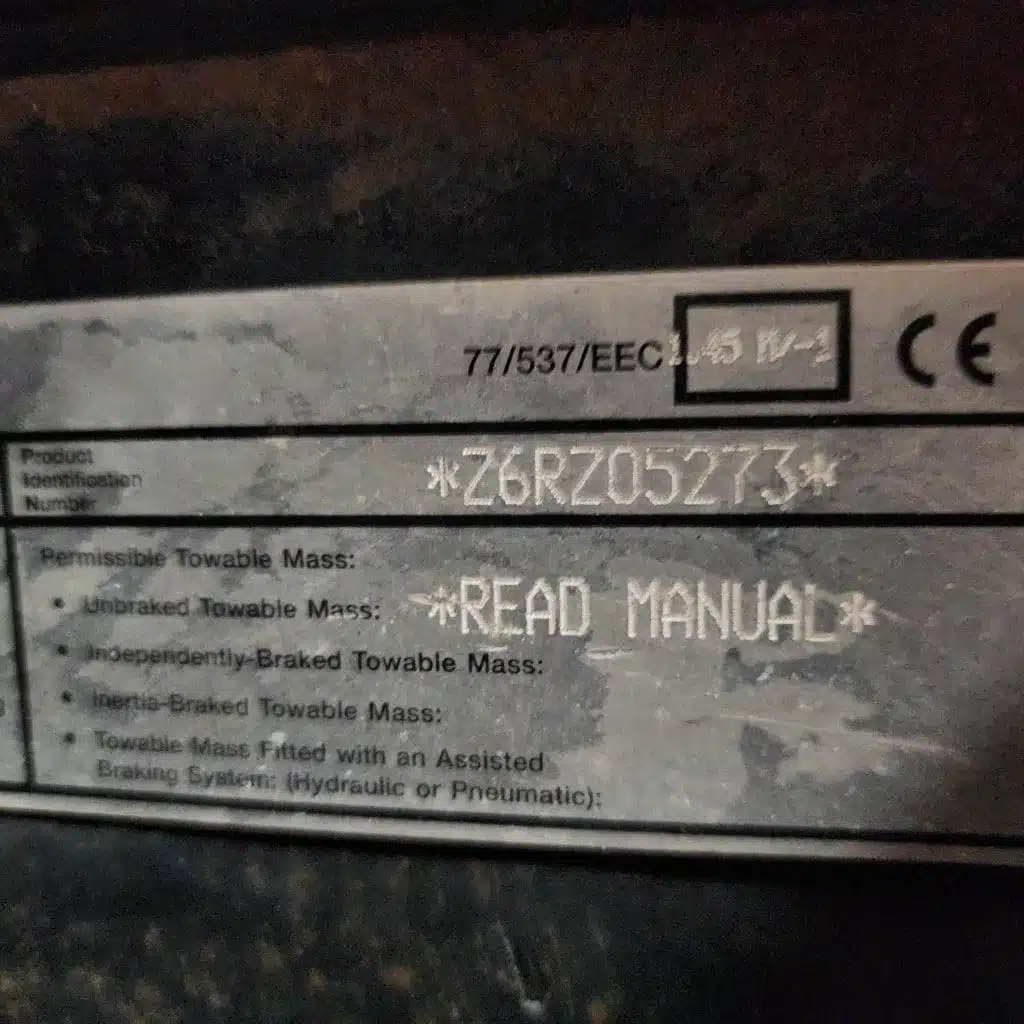 77/537/EEC
CE
Product
Identification
Number
*Z6RZ05273*
Permissible Towable Mass:
• Unbraked Towable Mass: *READ MANUAL*
• Independently-Braked Towable Mass:
• Inertia-Braked Towable Mass:
• Towable Mass Fitted with an Assisted
Braking System: (Hydraulic or Pneumatic):